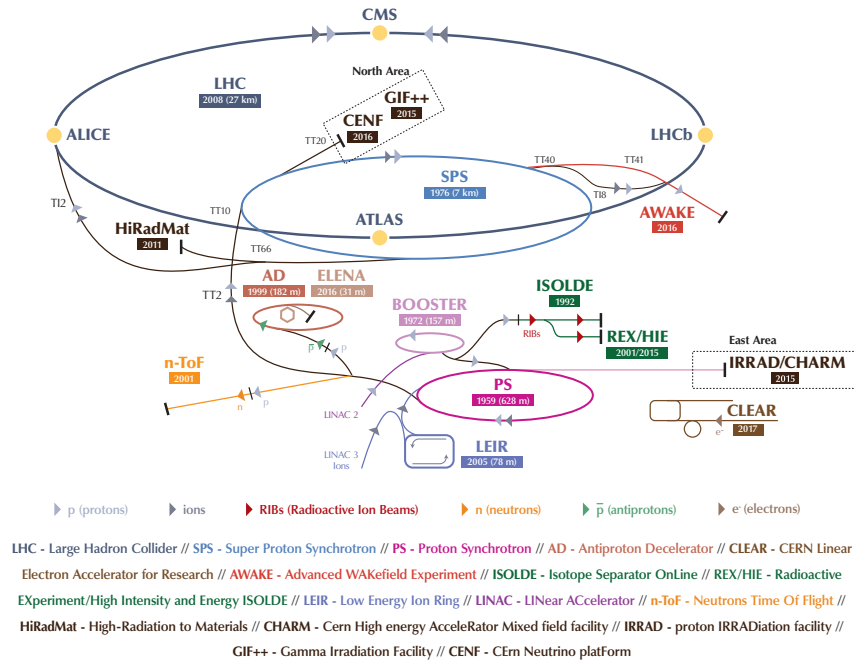 CMS
North Area
LHC
2008 (27 km)
GIF++
2015
CENF
2016
ALICE
LHCb
TT20
TT40
TT41
SPS
1976 (7 km)
TI8
TI2
TT10
AWAKE
2016
ATLAS
HiRadMat
2011
TT66
AD
1999 (182 m)
ELENA
2016 (31 m)
TT2
ISOLDE
1992
BOOSTER
1972 (157 m)
RIBs
REX/HIE
2001/2015
p̅
p
East Area
n-ToF
2001
IRRAD/CHARM
2015
PS
1959 (628 m)
n
p
LINAC 2
CLEAR
2017
e-
LEIR
2005 (78 m)
LINAC 3
Ions
p (protons)
ions
RIBs (Radioactive Ion Beams)
n (neutrons)
p̅ (antiprotons)
e- (electrons)
LHC - Large Hadron Collider // SPS - Super Proton Synchrotron // PS - Proton Synchrotron // AD - Antiproton Decelerator // CLEAR - CERN Linear
Electron Accelerator for Research // AWAKE - Advanced WAKefield Experiment // ISOLDE - Isotope Separator OnLine // REX/HIE - Radioactive
EXperiment/High Intensity and Energy ISOLDE // LEIR - Low Energy Ion Ring // LINAC - LINear ACcelerator // n-ToF - Neutrons Time Of Flight //
HiRadMat - High-Radiation to Materials // CHARM - Cern High energy AcceleRator Mixed field facility // IRRAD - proton IRRADiation facility //
GIF++ - Gamma Irradiation Facility // CENF - CErn Neutrino platForm